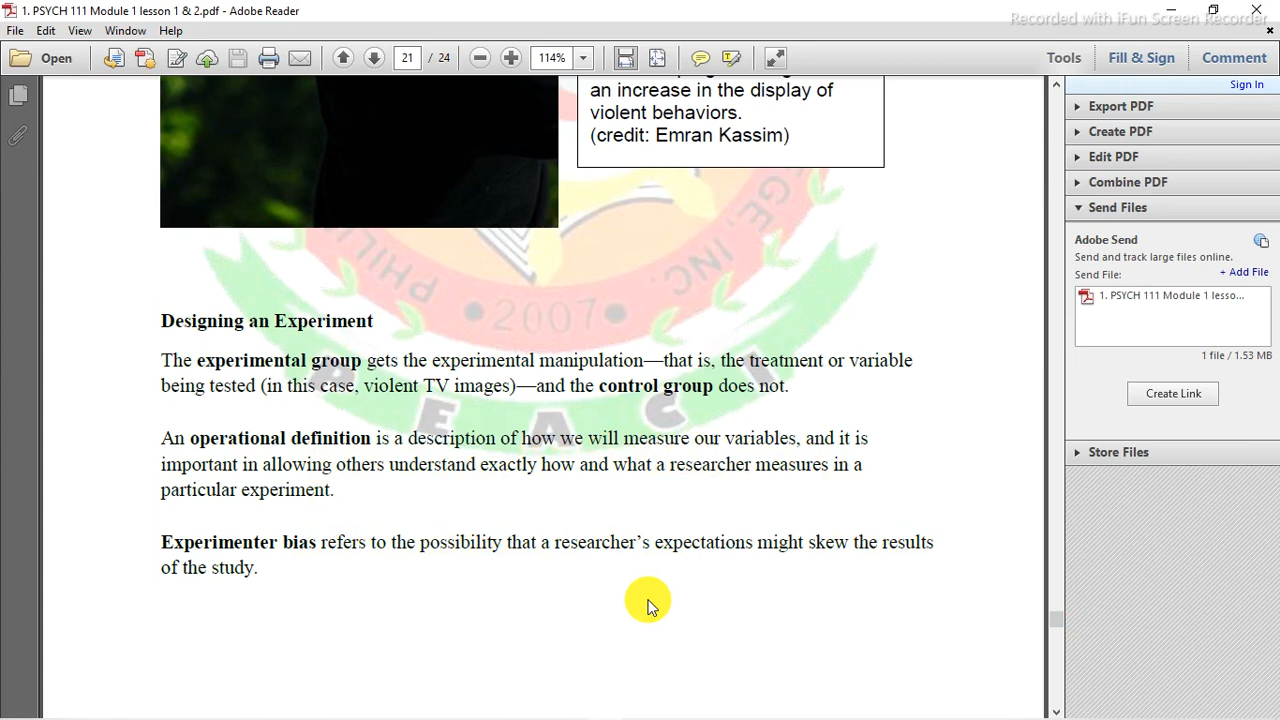 1. PSYCH 111 Module 1 lesson 1 & 2.pdf - Adobe Reader
Recorded with iFun Screen Recorder
File Edit View Window Help
Open 21 / 24 114% Tools Fill & Sign Comment
an increase in the display of
violent behaviors.
(credit: Emran Kassim)
Designing an Experiment
The experimental group gets the experimental manipulation—that is, the treatment or variable
being tested (in this case, violent TV images)—and the control group does not.
An operational definition is a description of how we will measure our variables, and it is
important in allowing others understand exactly how and what a researcher measures in a
particular experiment.
Experimenter bias refers to the possibility that a researcher’s expectations might skew the results
of the study.
GE, INC.
2007
E A C I
Sign In
Export PDF
Create PDF
Edit PDF
Combine PDF
Send Files
Adobe Send
Send and track large files online.
Send File: + Add File
1. PSYCH 111 Module 1 lesso...
1 file / 1.53 MB
Create Link
Store Files